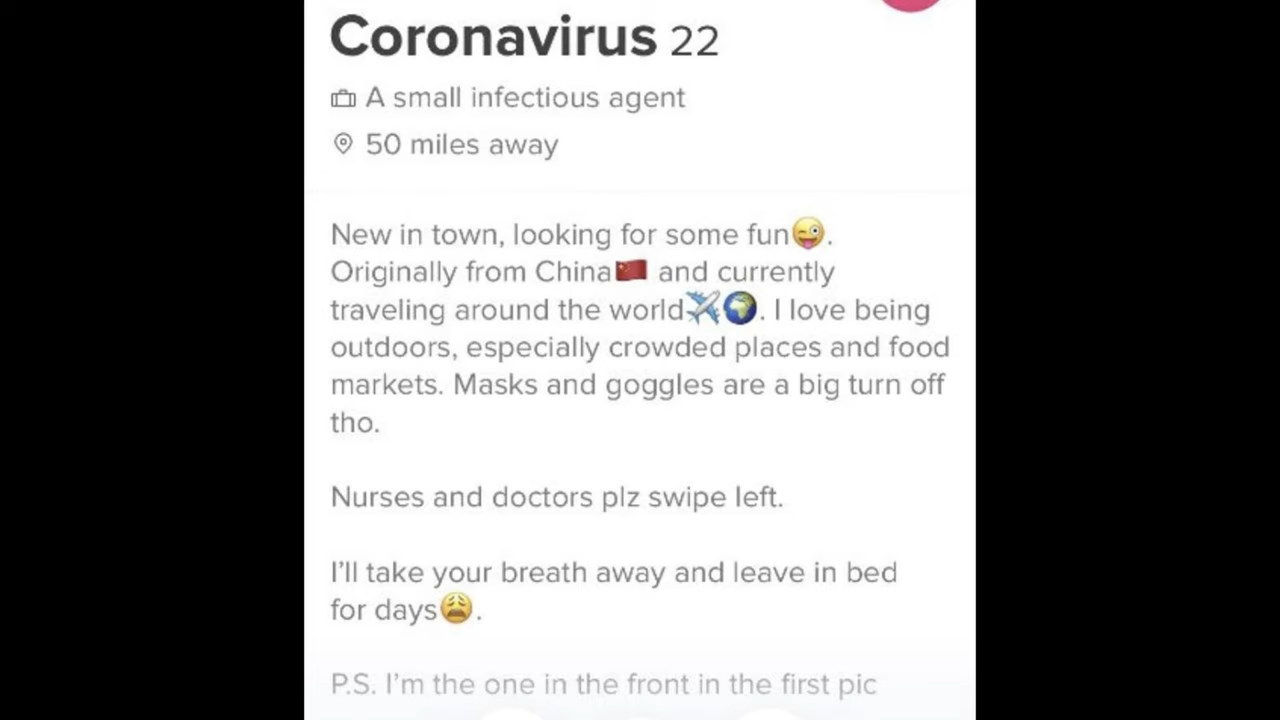 Coronavirus 22
A small infectious agent
50 miles away
New in town, looking for some fun😜.
Originally from China🇨🇳 and currently
traveling around the world✈️🌍. I love being
outdoors, especially crowded places and food
markets. Masks and goggles are a big turn off
tho.
Nurses and doctors plz swipe left.
I’ll take your breath away and leave in bed
for days😩.
P.S. I’m the one in the front in the first pic